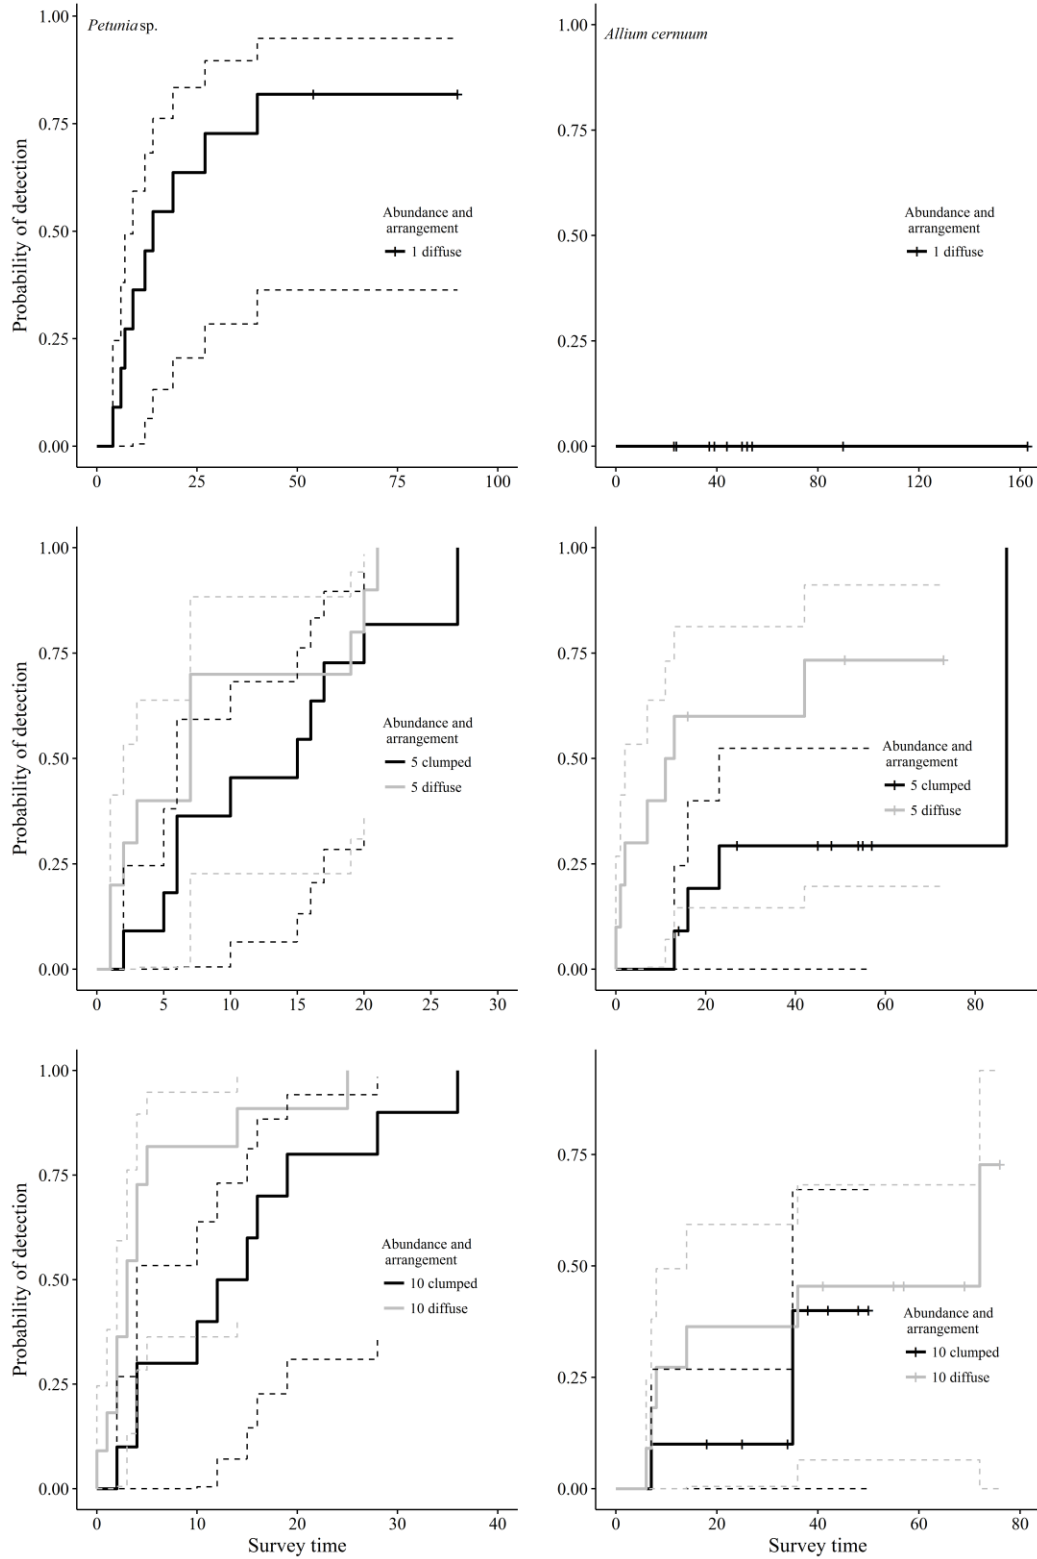 Petunia sp.
1.00
0.75
0.50
0.25
0.00
Probability of detection
Abundance and
arrangement
1 diffuse
0 25 50 75 100
Allium cernuum
1.00
0.75
0.50
0.25
0.00
Abundance and
arrangement
1 diffuse
0 40 80 120 160
1.00
0.75
0.50
0.25
0.00
Probability of detection
Abundance and
arrangement
5 clumped
5 diffuse
0 5 10 15 20 25 30
1.00
0.75
0.50
0.25
0.00
Abundance and
arrangement
5 clumped
5 diffuse
0 20 40 60 80
1.00
0.75
0.50
0.25
0.00
Probability of detection
Abundance and
arrangement
10 clumped
10 diffuse
0 10 20 30 40
Survey time
0.75
0.50
0.25
0.00
Abundance and
arrangement
10 clumped
10 diffuse
0 20 40 60 80
Survey time